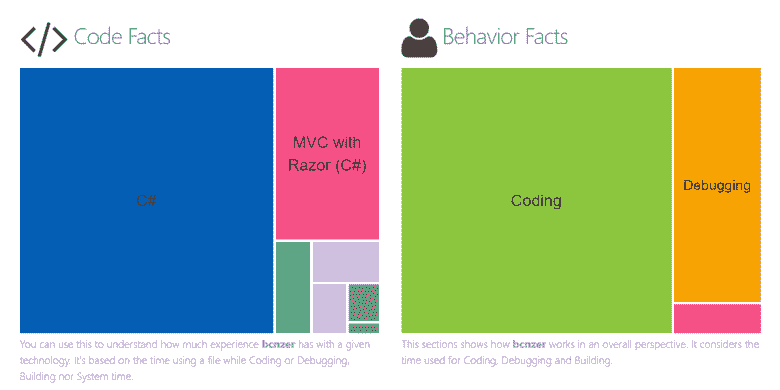 </> Code Facts
Behavior Facts
C#
MVC with
Razor (C#)
Coding
Debugging
You can use this to understand how much experience bcnzer has with a given
technology. It's based on the time using a file while Coding or Debugging,
Building nor System time.
This sections shows how bcnzer works in an overall perspective. It considers the
time used for Coding, Debugging and Building.